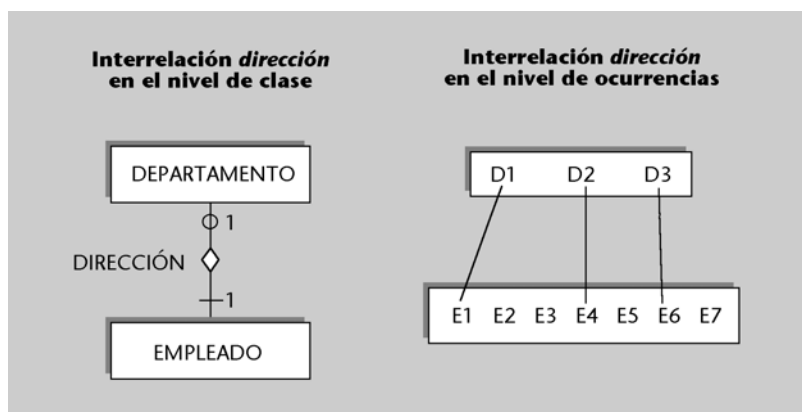 Interrelación dirección
en el nivel de clase
DEPARTAMENTO
1
DIRECCIÓN
1
EMPLEADO
Interrelación dirección
en el nivel de ocurrencias
D1 D2 D3
E1 E2 E3 E4 E5 E6 E7